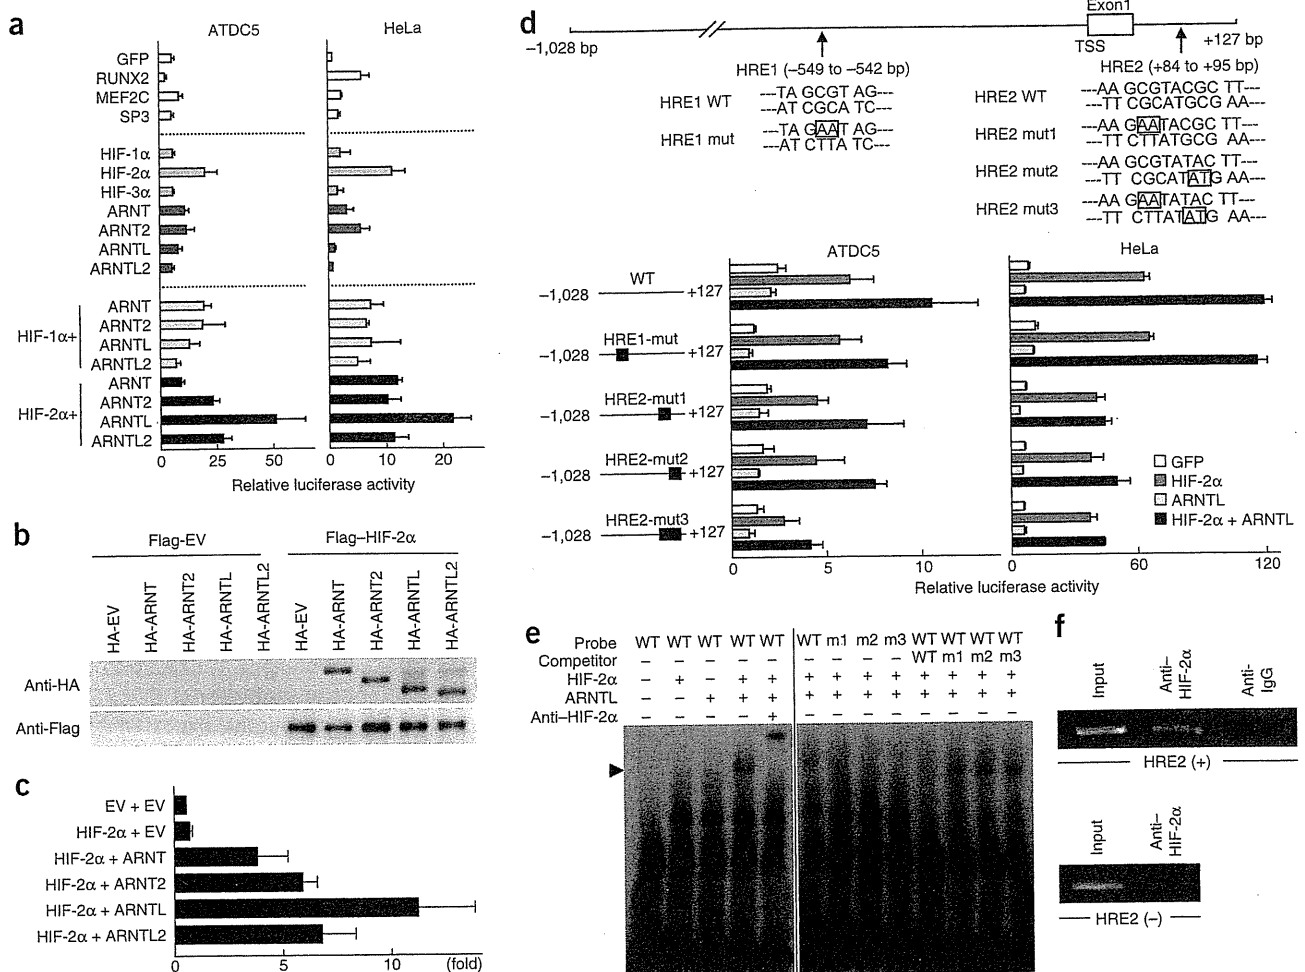 a
ATDC5
HeLa
GFP
RUNX2
MEF2C
SP3
HIF-1α
HIF-2α
HIF-3α
ARNT
ARNT2
ARNTL
ARNTL2
HIF-1α+
ARNT
ARNT2
ARNTL
ARNTL2
HIF-2α+
ARNT
ARNT2
ARNTL
ARNTL2
0 25 50
0 10 20
Relative luciferase activity
b
Flag-EV
Flag–HIF-2α
HA-EV
HA-ARNT
HA-ARNT2
HA-ARNTL
HA-ARNTL2
HA-EV
HA-ARNT
HA-ARNT2
HA-ARNTL
HA-ARNTL2
Anti-HA
Anti-Flag
c
EV + EV
HIF-2α + EV
HIF-2α + ARNT
HIF-2α + ARNT2
HIF-2α + ARNTL
HIF-2α + ARNTL2
0 5 10 (fold)
d
Exon1
−1,028 bp
TSS
+127 bp
HRE1 (−549 to −542 bp)
HRE1 WT
---TA GCGT AG---
---AT CGCA TC---
HRE1 mut
---TA GAAT AG---
---AT CTTA TC---
HRE2 (+84 to +95 bp)
HRE2 WT
---AA GCGTACGC TT---
---TT CGCATGCG AA---
HRE2 mut1
---AA GAATACGC TT---
---TT CTTATGCG AA---
HRE2 mut2
---AA GCGTATAC TT---
---TT CGCATATG AA---
HRE2 mut3
---AA GAATATAC TT---
---TT CTTATATG AA---
ATDC5
HeLa
WT
−1,028 +127
HRE1-mut
−1,028 +127
HRE2-mut1
−1,028 +127
HRE2-mut2
−1,028 +127
HRE2-mut3
−1,028 +127
GFP
HIF-2α
ARNTL
HIF-2α + ARNTL
0 5 10
0 60 120
Relative luciferase activity
e
Probe WT WT WT WT WT WT m1 m2 m3 WT WT WT WT
Competitor − − − − − − − − − WT m1 m2 m3
HIF-2α − + − + + + + + + + + + +
ARNTL − − + + + + + + + + + + +
Anti–HIF-2α − − − − + − − − − − − − −
f
Input
Anti–HIF-2α
Anti-IgG
HRE2 (+)
Input
Anti–HIF-2α
HRE2 (−)